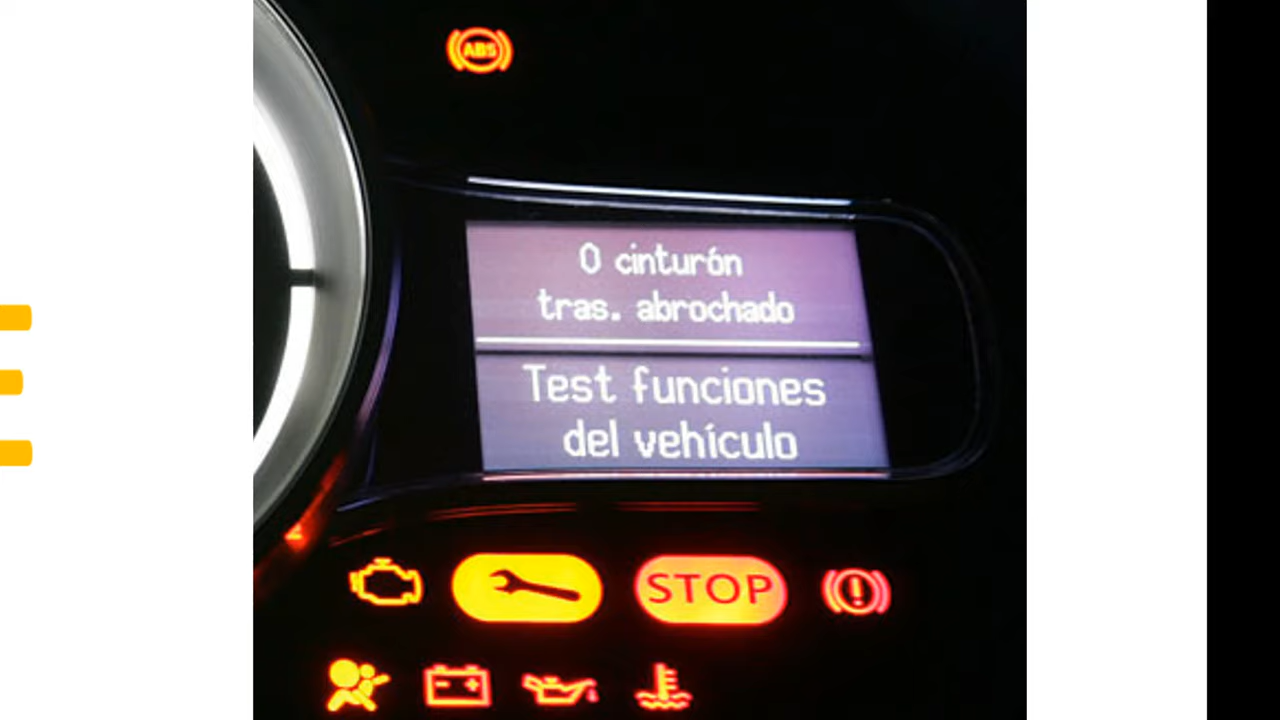 ABS
0 cinturón
tras. abrochado
Test funciones
del vehículo
STOP